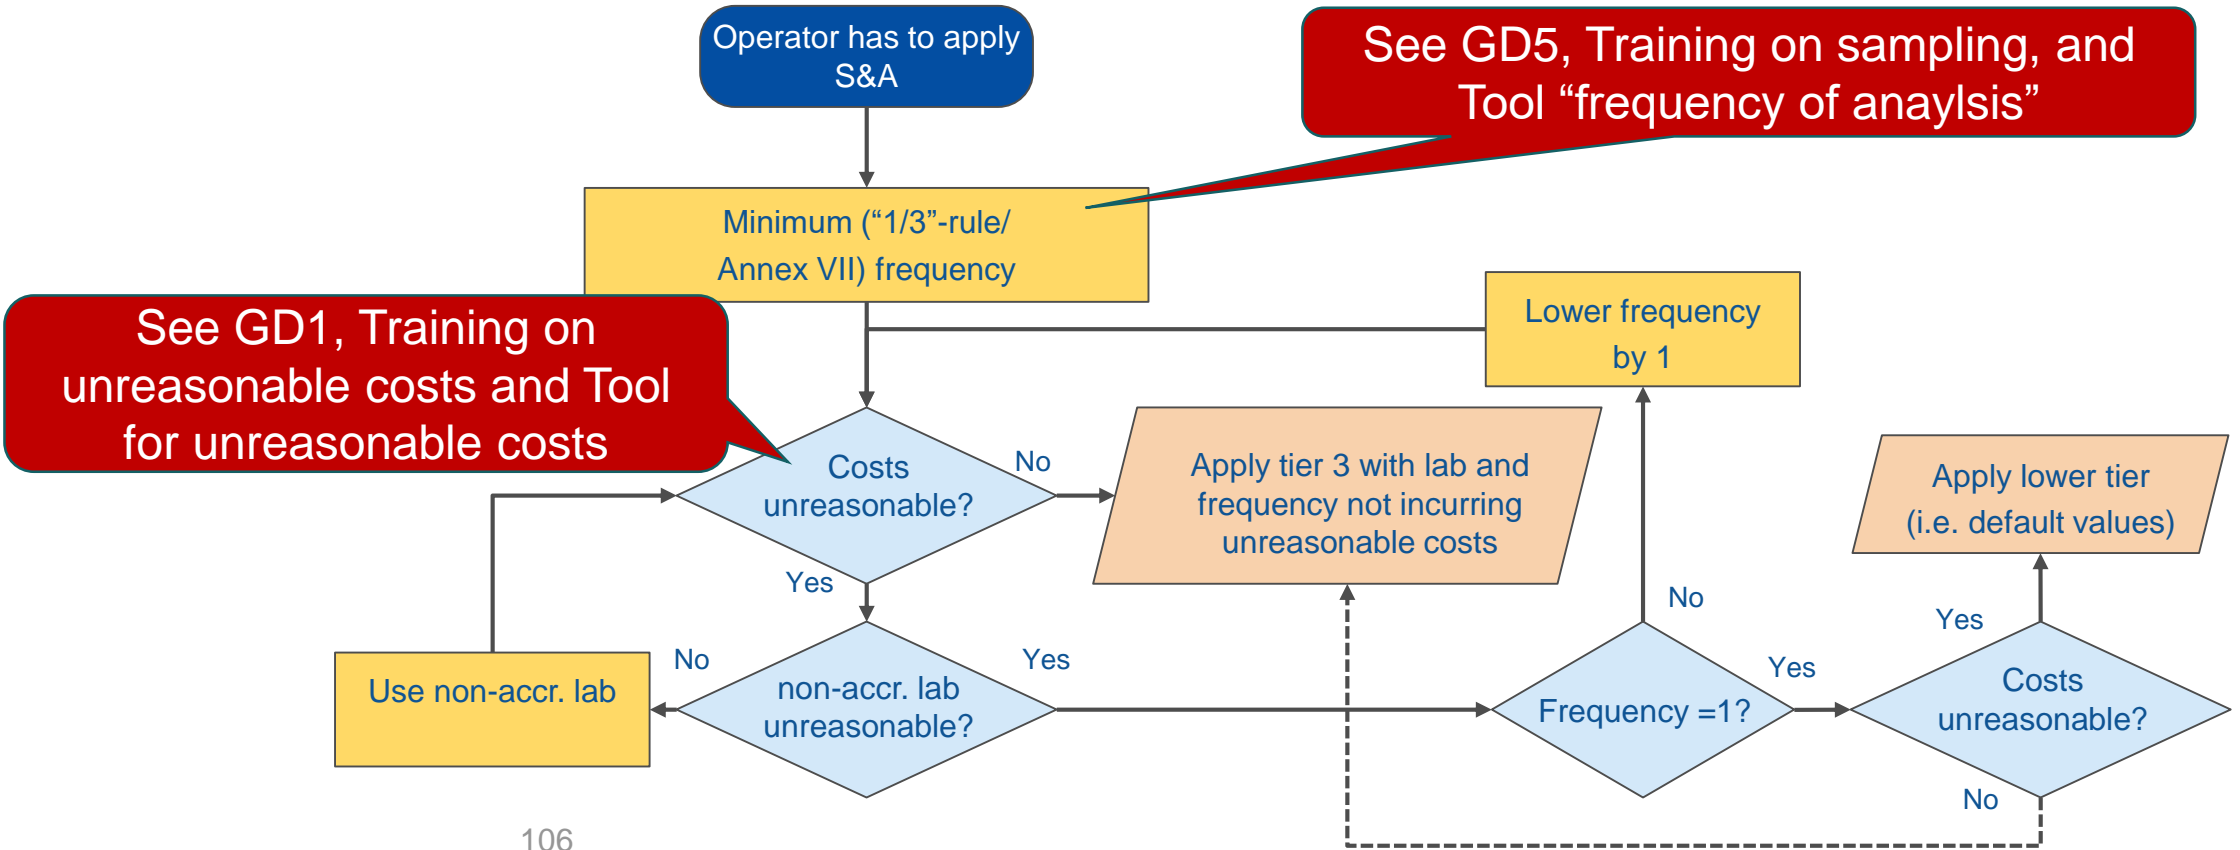 Operator has to apply
S&A
See GD5, Training on sampling, and
Tool “frequency of anaylsis”
Minimum (“1/3”-rule/
Annex VII) frequency
See GD1, Training on
unreasonable costs and Tool
for unreasonable costs
Lower frequency
by 1
Costs
unreasonable?
No
Yes
Apply tier 3 with lab and
frequency not incurring
unreasonable costs
Apply lower tier
(i.e. default values)
Use non-accr. lab
No
non-accr. lab
unreasonable?
Yes
No
Frequency =1?
Yes
Yes
Costs
unreasonable?
No
106